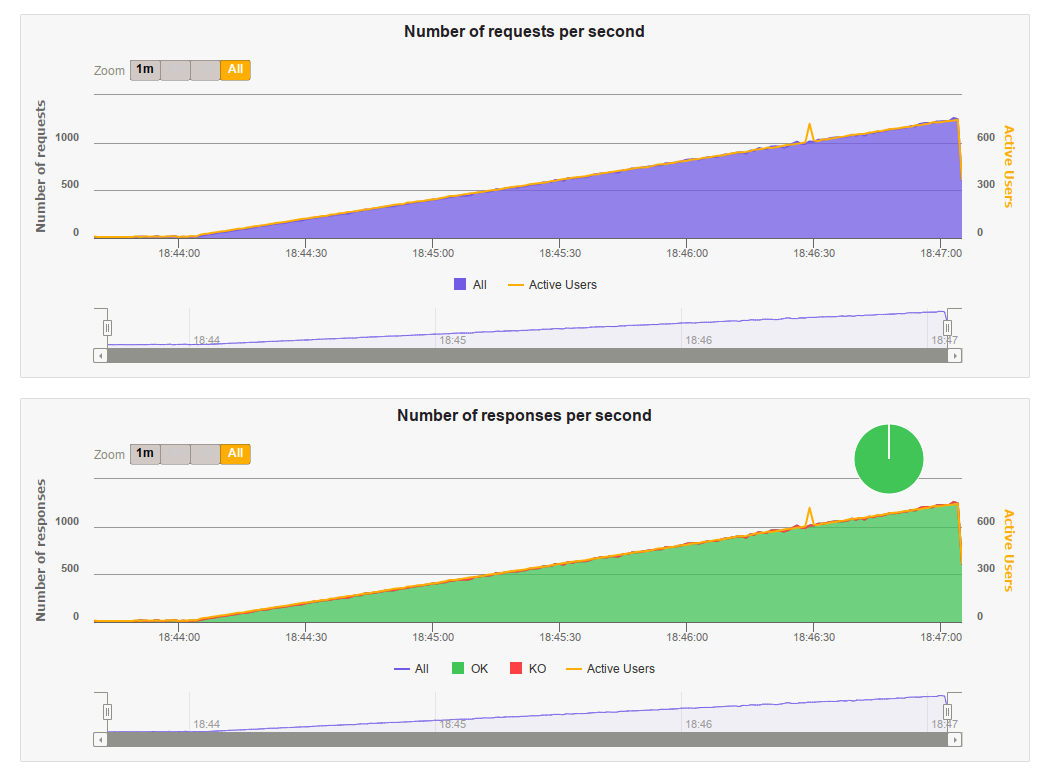 Number of requests per second
Zoom 1m All
Number of requests
Active Users
1000 600
500 300
0 0
18:44:00 18:44:30 18:45:00 18:45:30 18:46:00 18:46:30 18:47:00
All Active Users
18:44 18:45 18:46 18:47
Number of responses per second
Zoom 1m All
Number of responses
Active Users
1000 600
500 300
0 0
18:44:00 18:44:30 18:45:00 18:45:30 18:46:00 18:46:30 18:47:00
All OK KO Active Users
18:44 18:45 18:46 18:47